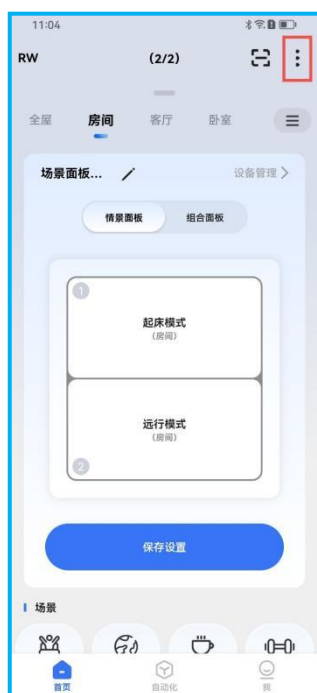 11:04
RW (2/2)
全屋 房间 客厅 卧室
场景面板... 设备管理 >
情景面板 组合面板
1
起床模式
(房间)
远行模式
(房间)
2
保存设置
场景
首页 自动化 我